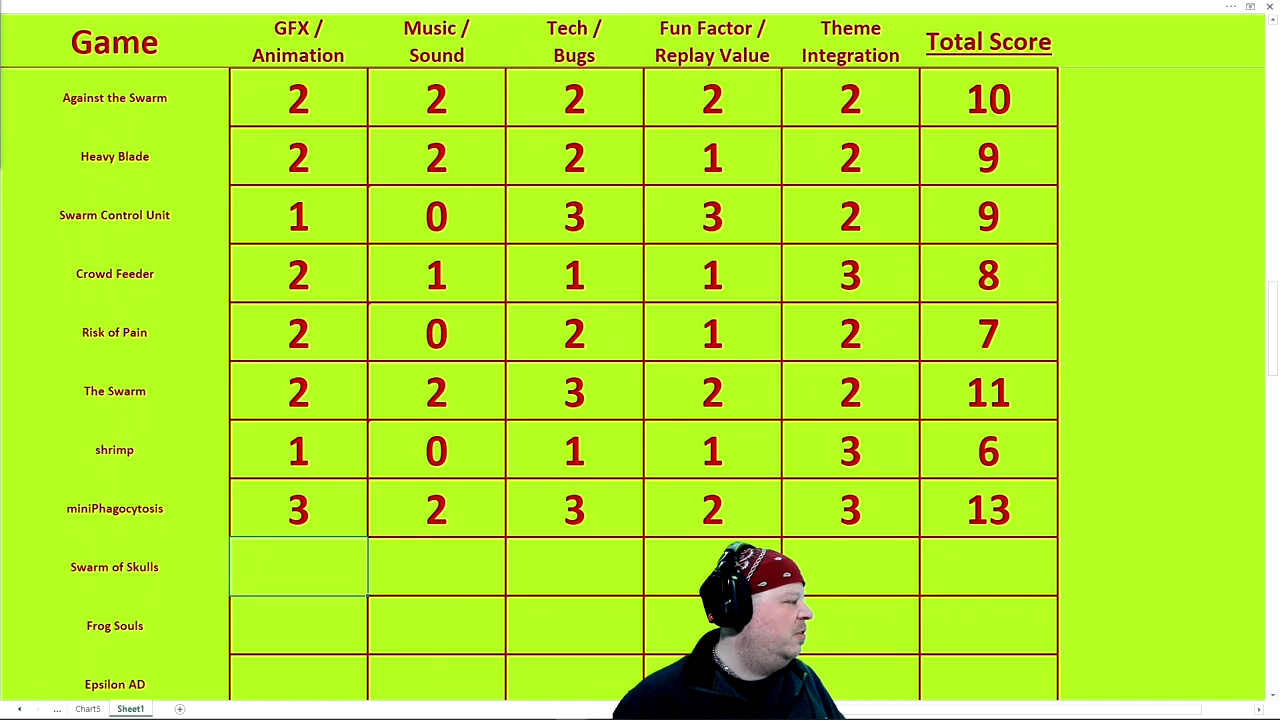 Game GFX / Animation Music / Sound Tech / Bugs Fun Factor / Replay Value Theme Integration Total Score
Against the Swarm 2 2 2 2 2 10
Heavy Blade 2 2 2 1 2 9
Swarm Control Unit 1 0 3 3 2 9
Crowd Feeder 2 1 1 1 3 8
Risk of Pain 2 0 2 1 2 7
The Swarm 2 2 3 2 2 11
shrimp 1 0 1 1 3 6
miniPhagocytosis 3 2 3 2 3 13
Swarm of Skulls
Frog Souls
Epsilon AD
... Chart5 Sheet1